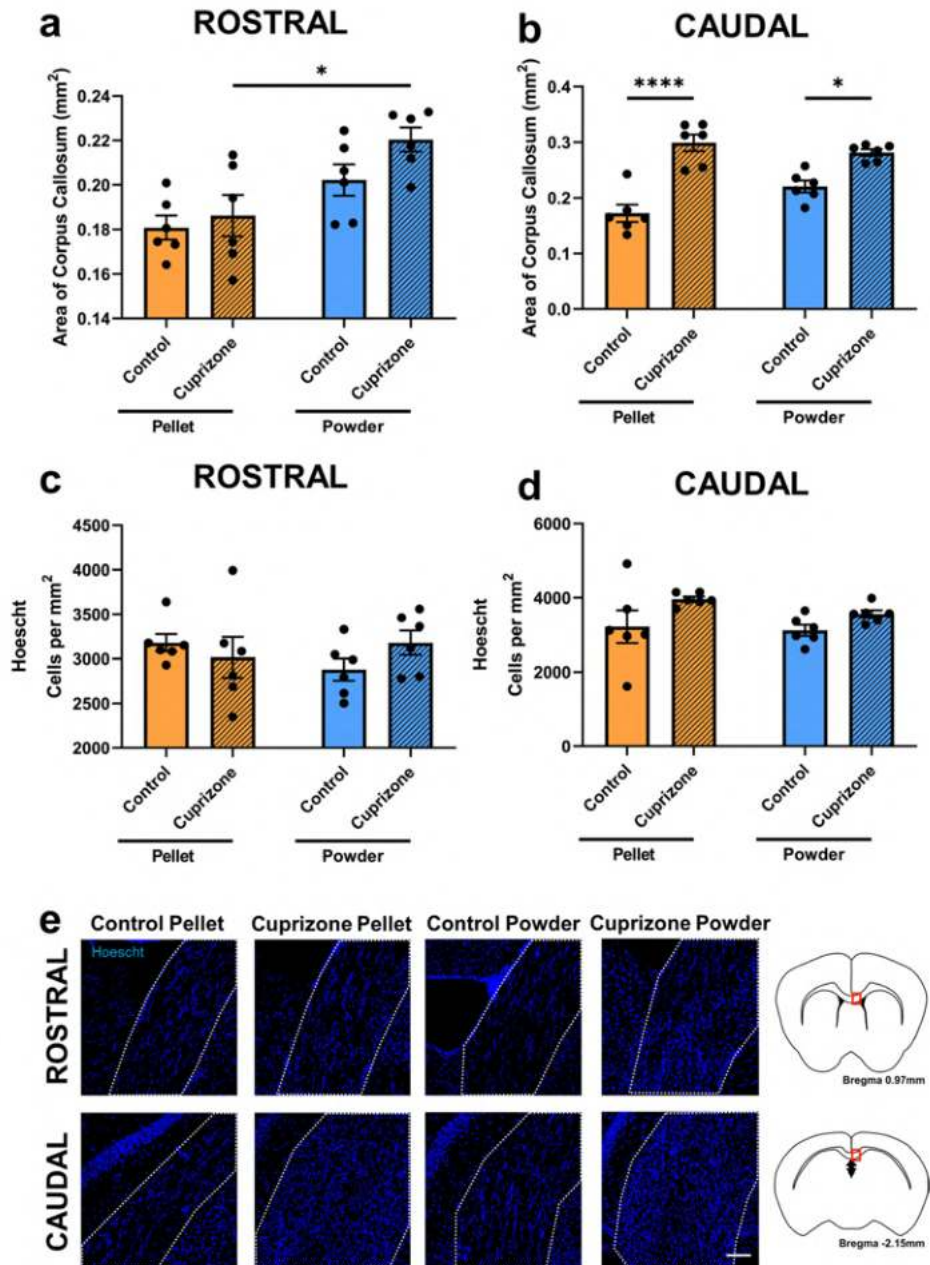 a
ROSTRAL
Area of Corpus Callosum (mm²)
0.24
0.22
0.20
0.18
0.16
0.14
*
Control
Cuprizone
Control
Cuprizone
Pellet
Powder
b
CAUDAL
Area of Corpus Callosum (mm²)
0.4
0.3
0.2
0.1
0.0
****
*
Control
Cuprizone
Control
Cuprizone
Pellet
Powder
c
ROSTRAL
Hoescht
Cells per mm²
4500
4000
3500
3000
2500
2000
Control
Cuprizone
Control
Cuprizone
Pellet
Powder
d
CAUDAL
Hoescht
Cells per mm²
6000
4000
2000
0
Control
Cuprizone
Control
Cuprizone
Pellet
Powder
e
Control Pellet
Cuprizone Pellet
Control Powder
Cuprizone Powder
ROSTRAL
Hoescht
Bregma 0.97mm
CAUDAL
Bregma -2.15mm